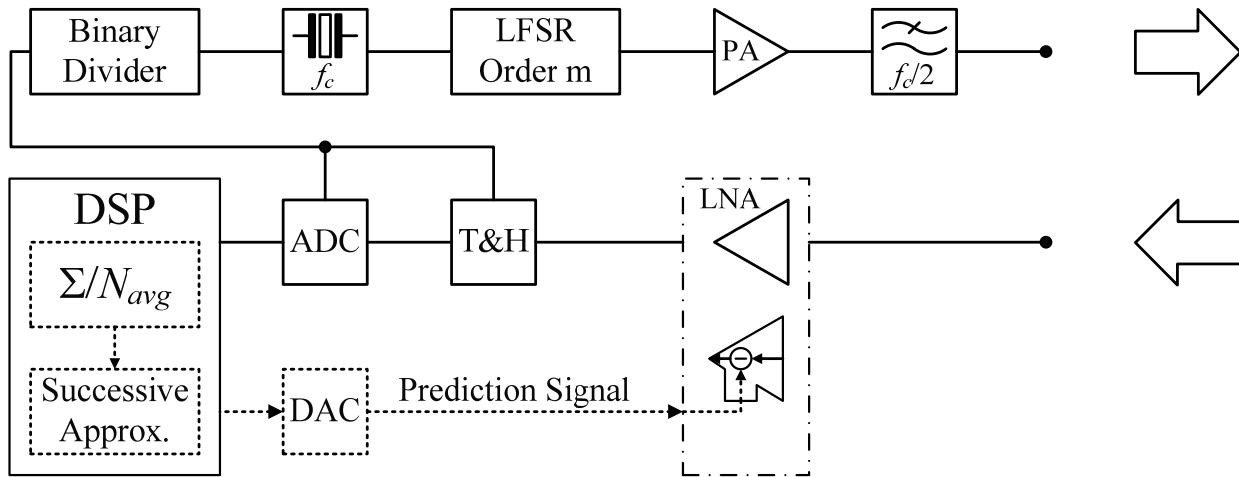 Binary
Divider
f_c
LFSR
Order m
PA
f_c/2
DSP
Σ/N_avg
Successive
Approx.
ADC
T&H
LNA
DAC
Prediction Signal